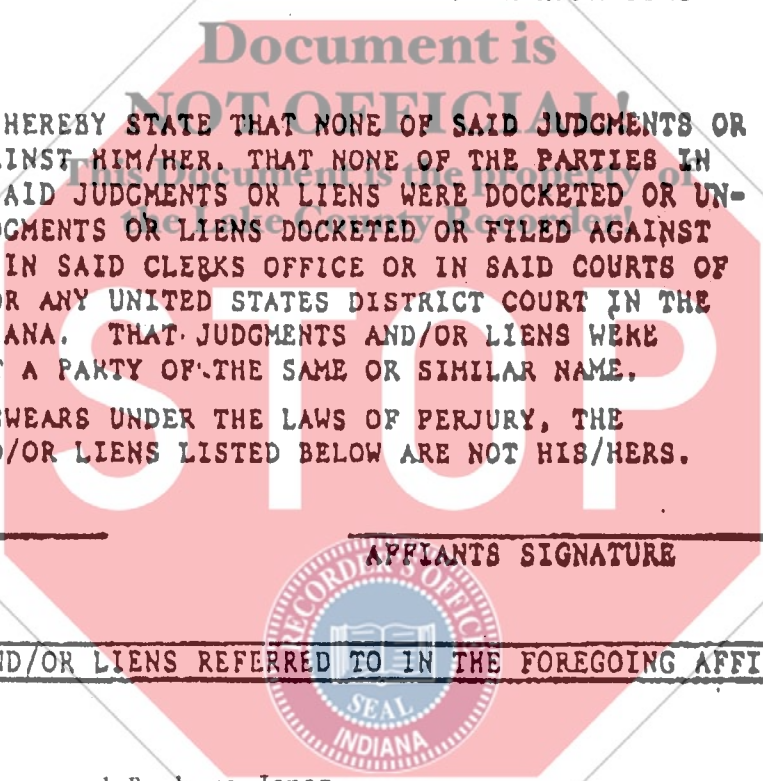 Document is
NOT OFFICIAL!
HEREBY STATE THAT NONE OF SAID JUDGMENTS OR
INST HIM/HER. THAT NONE OF THE PARTIES IN
This Document is the property of
AID JUDGMENTS OR LIENS WERE DOCKETED OR UN-
the Lake County Recorder!
GMENTS OR LIENS DOCKETED OR FILED AGAINST
IN SAID CLERKS OFFICE OR IN SAID COURTS OF
R ANY UNITED STATES DISTRICT COURT IN THE
ANA. THAT JUDGMENTS AND/OR LIENS WERE
T A PARTY OF THE SAME OR SIMILAR NAME.
STOP
WEARS UNDER THE LAWS OF PERJURY, THE
/OR LIENS LISTED BELOW ARE NOT HIS/HERS.
AFFIANTS SIGNATURE
RECORDER'S OFFICE
ND/OR LIENS REFERRED TO IN THE FOREGOING AFFI
SEAL
INDIANA